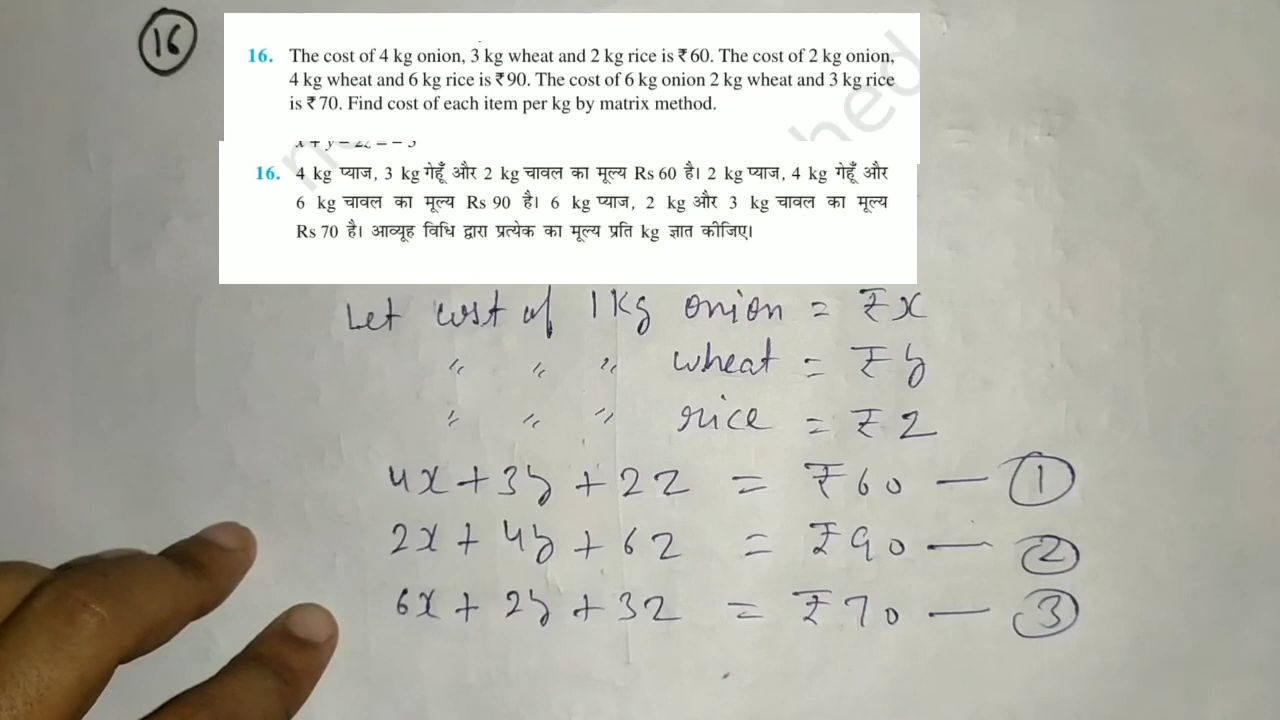 16
16. The cost of 4 kg onion, 3 kg wheat and 2 kg rice is ₹ 60. The cost of 2 kg onion,
4 kg wheat and 6 kg rice is ₹ 90. The cost of 6 kg onion 2 kg wheat and 3 kg rice
is ₹ 70. Find cost of each item per kg by matrix method.
16. 4 kg प्याज, 3 kg गेहूँ और 2 kg चावल का मूल्य Rs 60 है। 2 kg प्याज, 4 kg गेहूँ और
6 kg चावल का मूल्य Rs 90 है। 6 kg प्याज, 2 kg और 3 kg चावल का मूल्य
Rs 70 है। आव्यूह विधि द्वारा प्रत्येक का मूल्य प्रति kg ज्ञात कीजिए।
Let cost of 1 Kg onion = ₹ x
" " " wheat = ₹ y
" " " rice = ₹ z
4x + 3y + 2z = ₹ 60 — 1
2x + 4y + 6z = ₹ 90 — 2
6x + 2y + 3z = ₹ 70 — 3